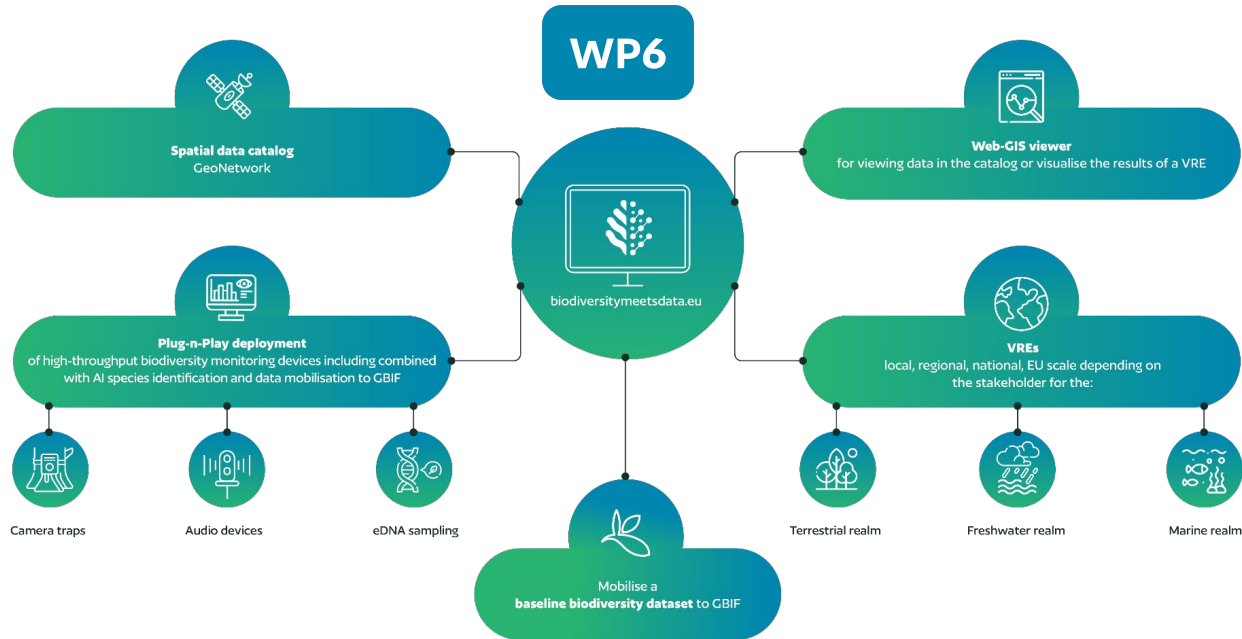 WP6
Spatial data catalog
GeoNetwork
Web-GIS viewer
for viewing data in the catalog or visualise the results of a VRE
biodiversitymeetsdata.eu
Plug-n-Play deployment
of high-throughput biodiversity monitoring devices including combined
with AI species identification and data mobilisation to GBIF
VREs
local, regional, national, EU scale depending on
the stakeholder for the:
Camera traps
Audio devices
eDNA sampling
Terrestrial realm
Freshwater realm
Marine realm
Mobilise a
baseline biodiversity dataset to GBIF